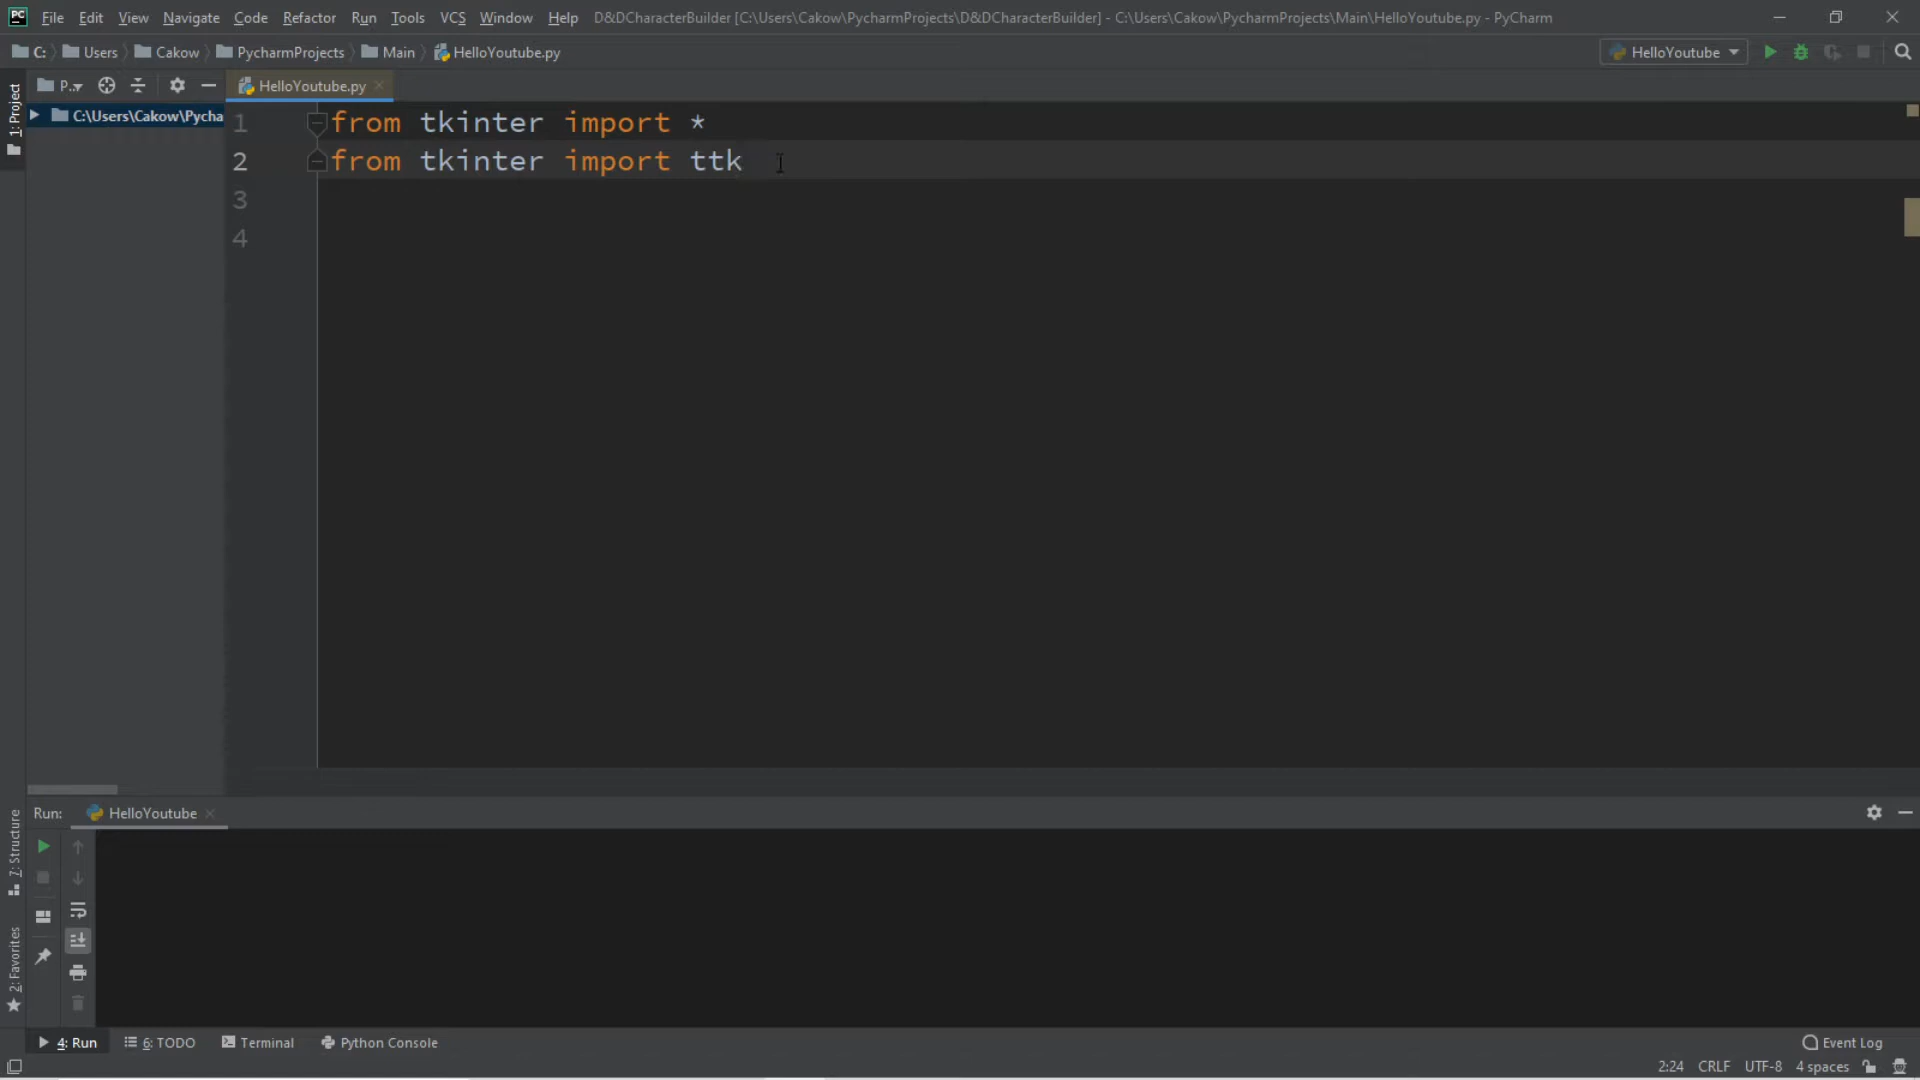 PC File Edit View Navigate Code Refactor Run Tools VCS Window Help D&DCharacterBuilder [C:\Users\Cakow\PycharmProjects\D&DCharacterBuilder] - C:\Users\Cakow\PycharmProjects\Main\HelloYoutube.py - PyCharm
C: Users Cakow PycharmProjects Main HelloYoutube.py HelloYoutube
P.. HelloYoutube.py
1: Project
C:\Users\Cakow\Pycha
1 from tkinter import *
2 from tkinter import ttk
3
4
7: Structure
2: Favorites
Run: HelloYoutube
4: Run 6: TODO Terminal Python Console Event Log
2:24 CRLF UTF-8 4 spaces